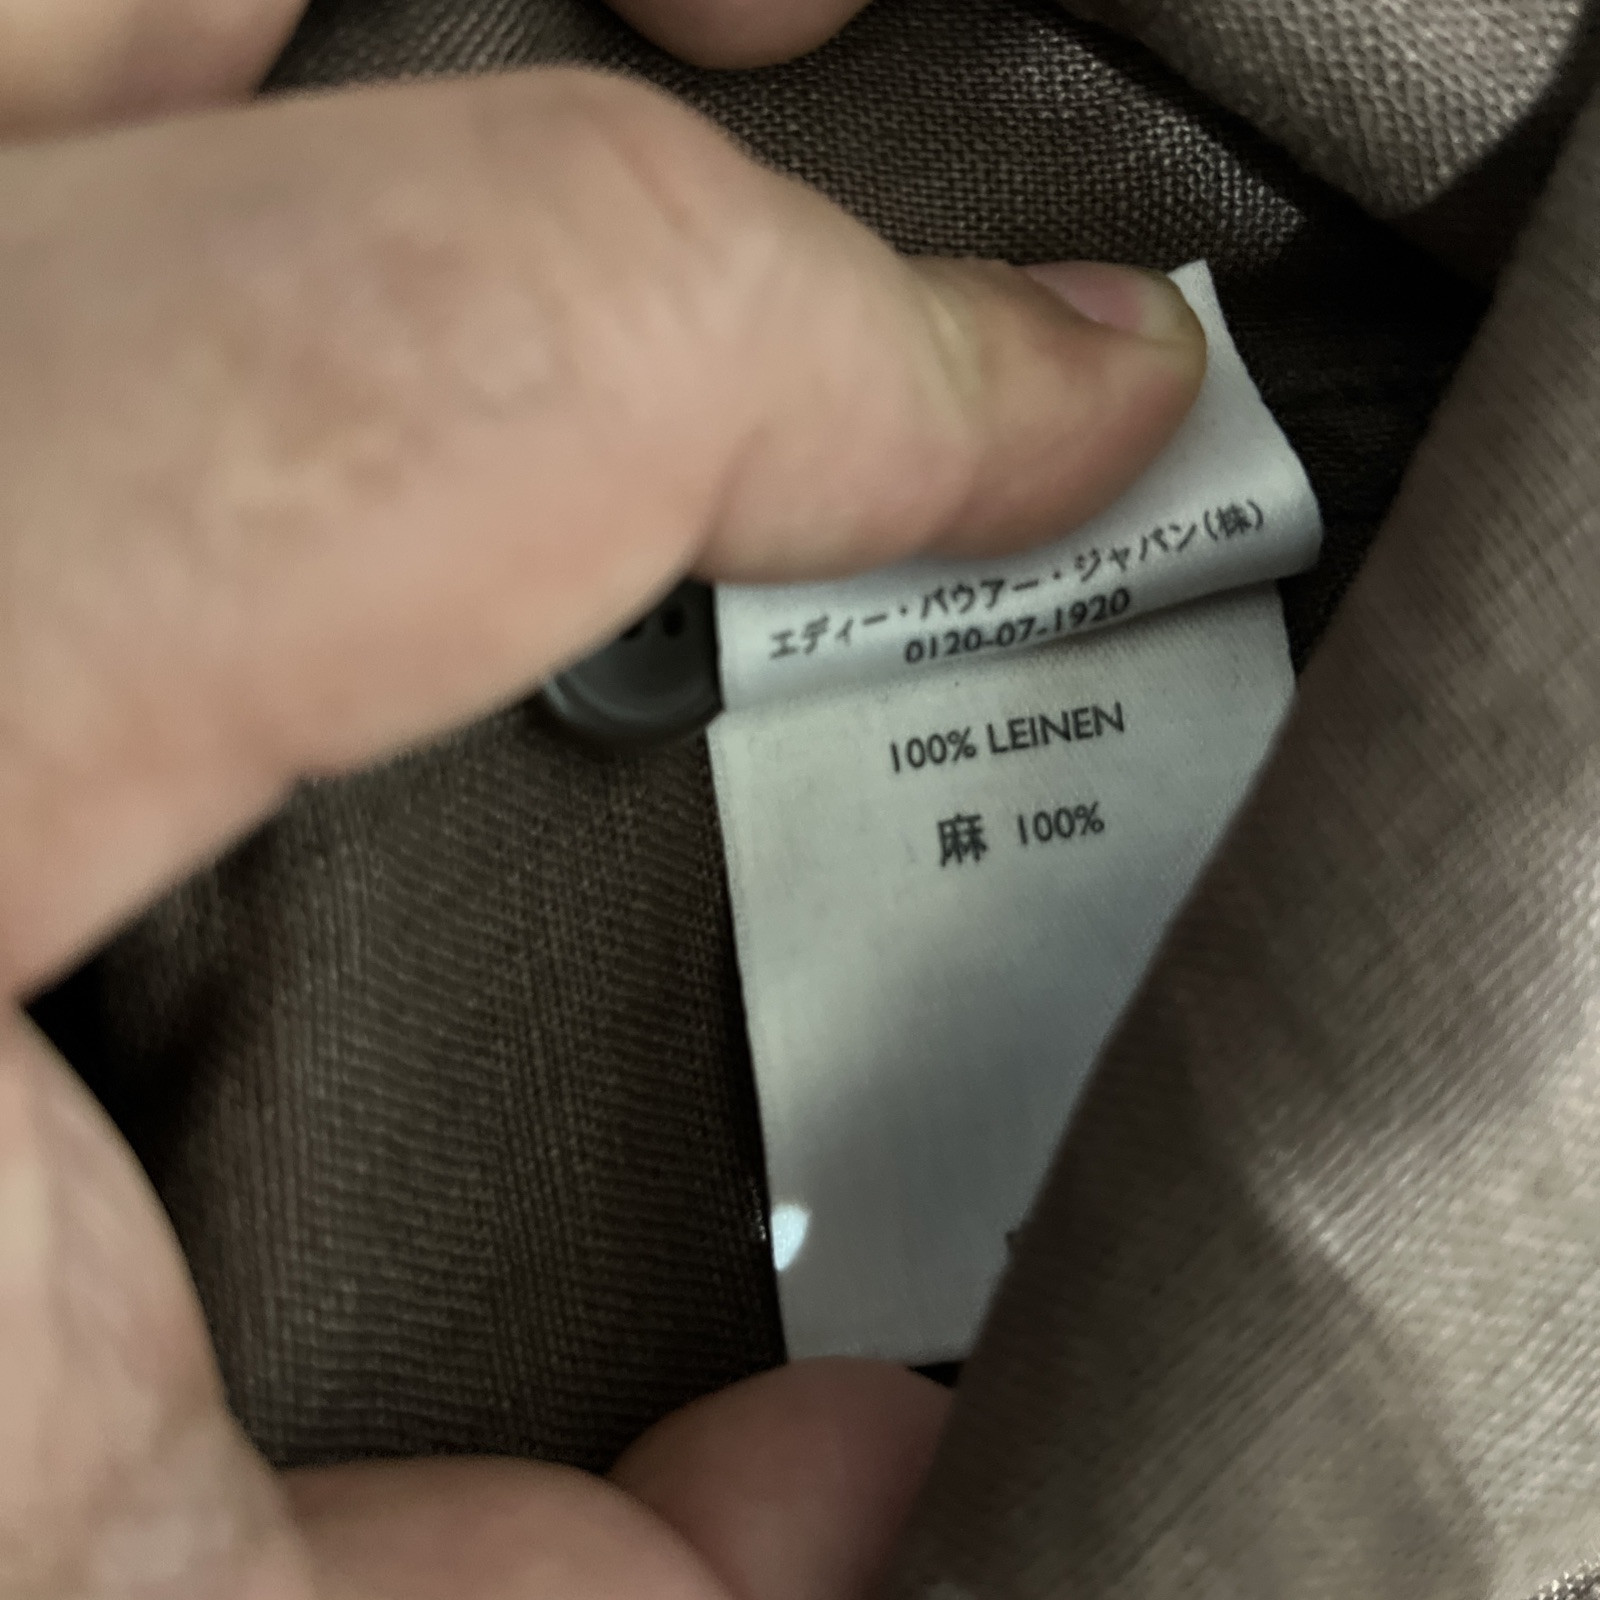 エディー・バウアー・ジャパン(株)
0120-07-1920
100% LEINEN
麻 100%